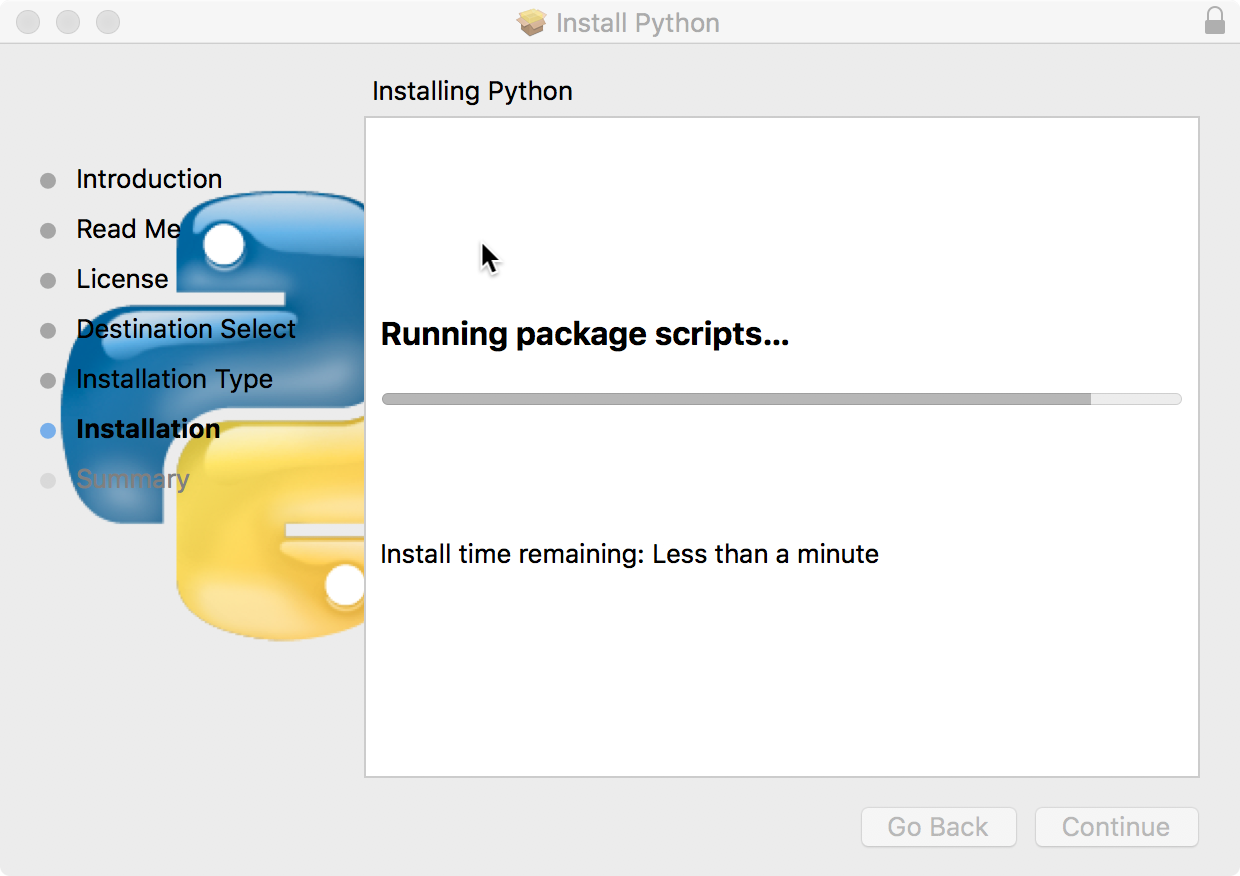 Install Python
Installing Python
Introduction
Read Me
License
Destination Select
Installation Type
Installation
Summary
Running package scripts...
Install time remaining: Less than a minute
Go Back
Continue